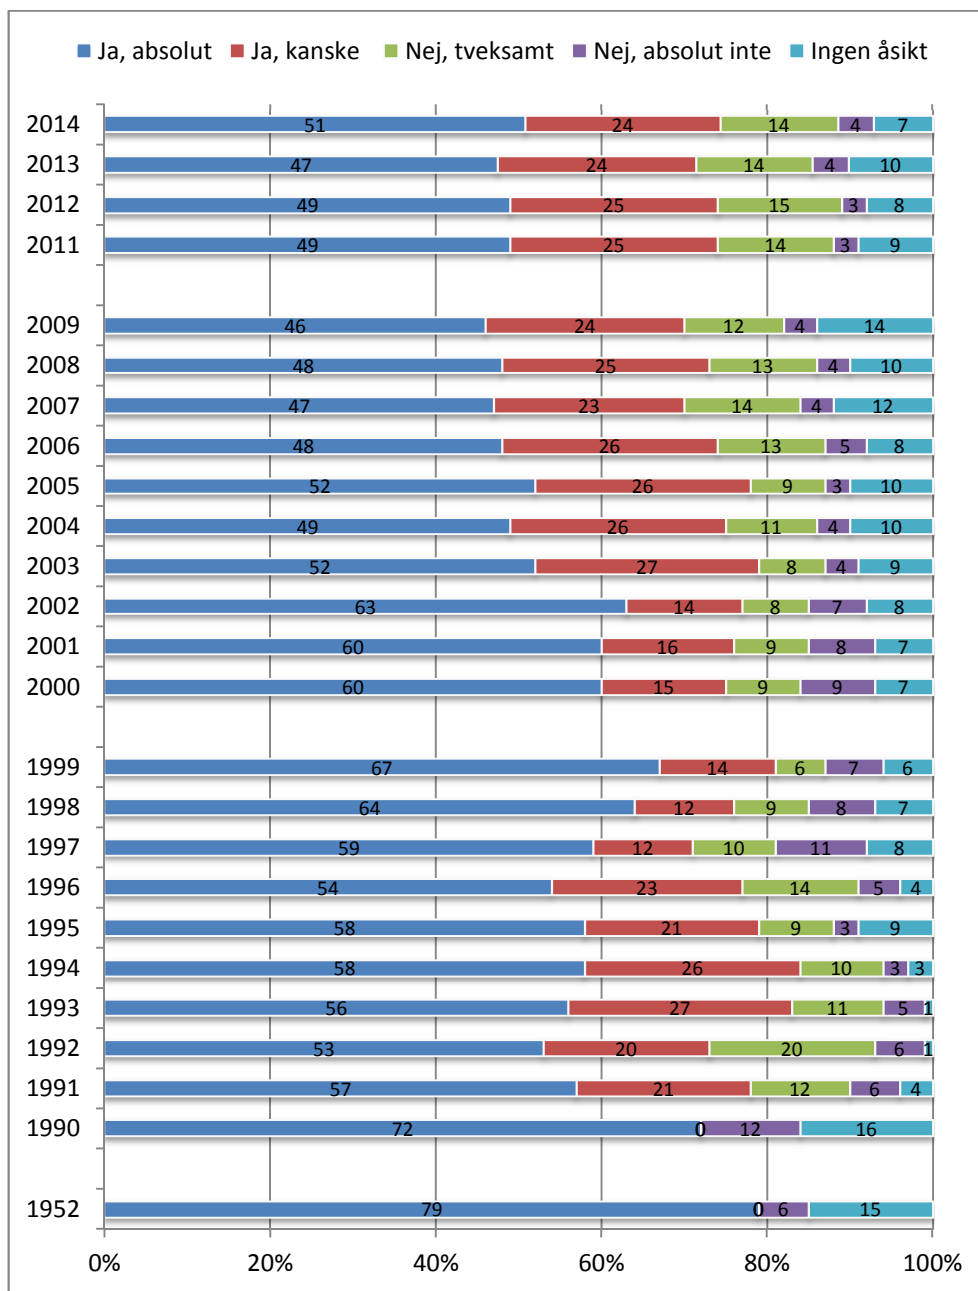 Ja, absolut Ja, kanske Nej, tveksamt Nej, absolut inte Ingen åsikt
2014 51 24 14 4 7
2013 47 24 14 4 10
2012 49 25 15 3 8
2011 49 25 14 3 9
2009 46 24 12 4 14
2008 48 25 13 4 10
2007 47 23 14 4 12
2006 48 26 13 5 8
2005 52 26 9 3 10
2004 49 26 11 4 10
2003 52 27 8 4 9
2002 63 14 8 7 8
2001 60 16 9 8 7
2000 60 15 9 9 7
1999 67 14 6 7 6
1998 64 12 9 8 7
1997 59 12 10 11 8
1996 54 23 14 5 4
1995 58 21 9 3 9
1994 58 26 10 3 3
1993 56 27 11 5 1
1992 53 20 20 6 1
1991 57 21 12 6 4
1990 72 0 12 16
1952 79 0 6 15
0% 20% 40% 60% 80% 100%